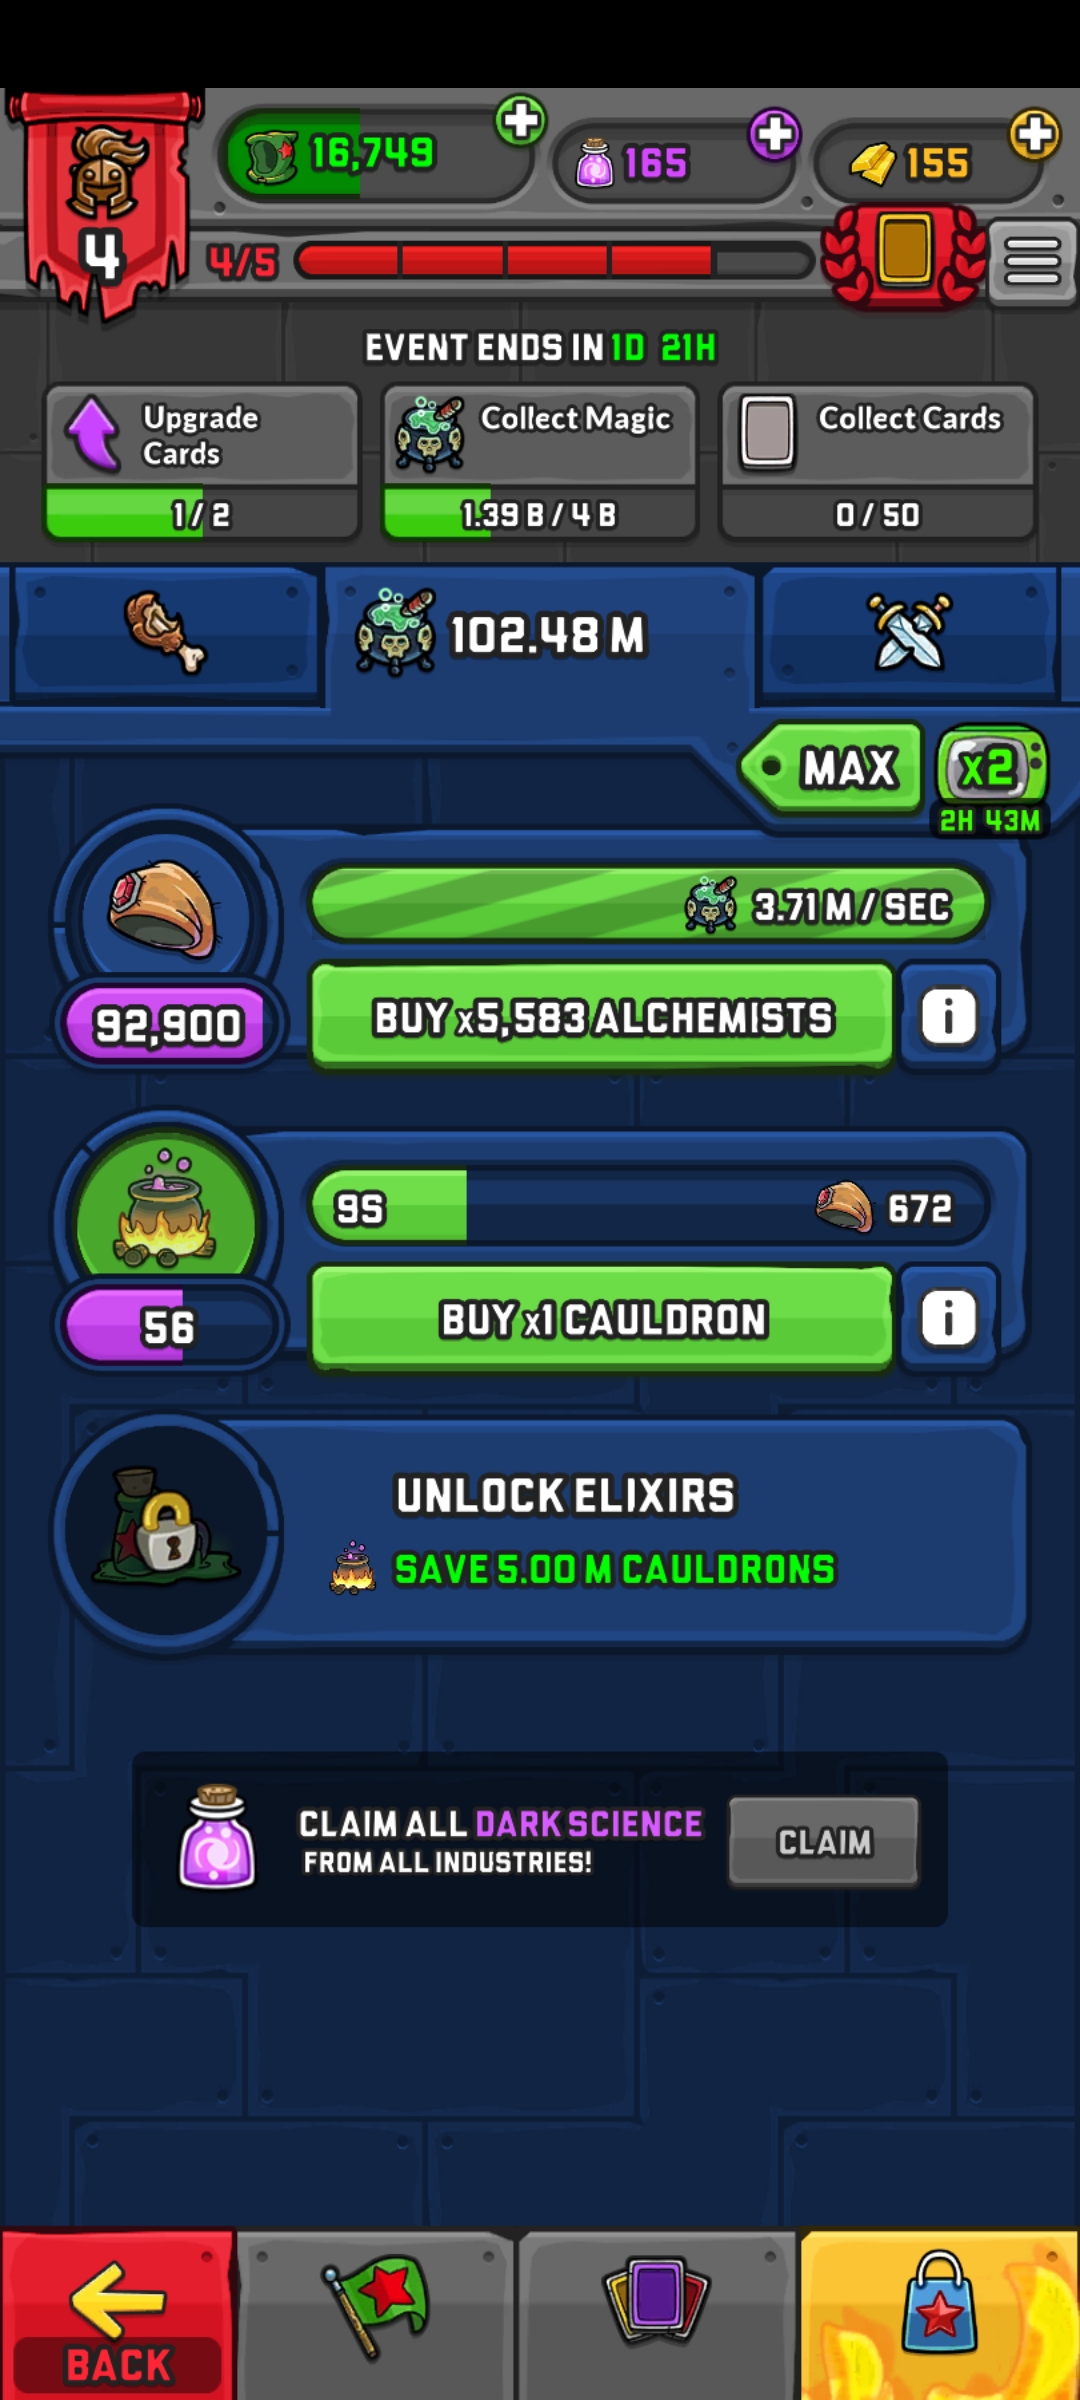 16,749
165
155
4
4/5
EVENT ENDS IN 1D 21H
Upgrade
Cards
1 / 2
Collect Magic
1.39 B / 4 B
Collect Cards
0 / 50
102.48 M
MAX
x2
2H 43M
3.71 M / SEC
92,900
BUY x5,583 ALCHEMISTS
i
9S
672
56
BUY x1 CAULDRON
i
UNLOCK ELIXIRS
SAVE 5.00 M CAULDRONS
CLAIM ALL DARK SCIENCE
FROM ALL INDUSTRIES!
CLAIM
BACK